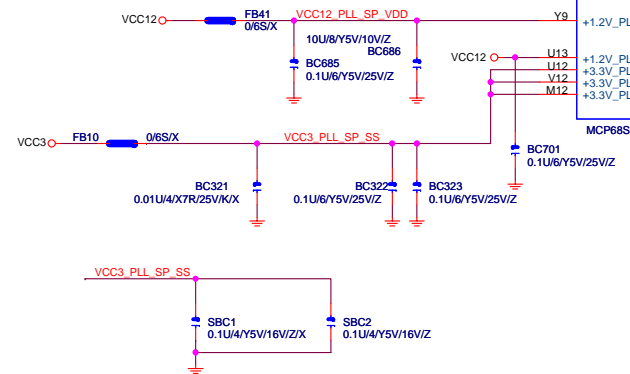 VCC12
FB41
0/6S/X
VCC12_PLL_SP_VDD
Y9
+1.2V_PL
10U/8/Y5V/10V/Z
BC686
BC685
0.1U/6/Y5V/25V/Z
VCC12
U13
+1.2V_PL
U12
+3.3V_PL
V12
+3.3V_PL
M12
+3.3V_PL
MCP68S
VCC3
FB10
0/6S/X
VCC3_PLL_SP_SS
BC701
0.1U/6/Y5V/25V/Z
BC321
0.01U/4/X7R/25V/K/X
BC322
0.1U/6/Y5V/25V/Z
BC323
0.1U/6/Y5V/25V/Z
VCC3_PLL_SP_SS
SBC1
0.1U/4/Y5V/16V/Z/X
SBC2
0.1U/4/Y5V/16V/Z